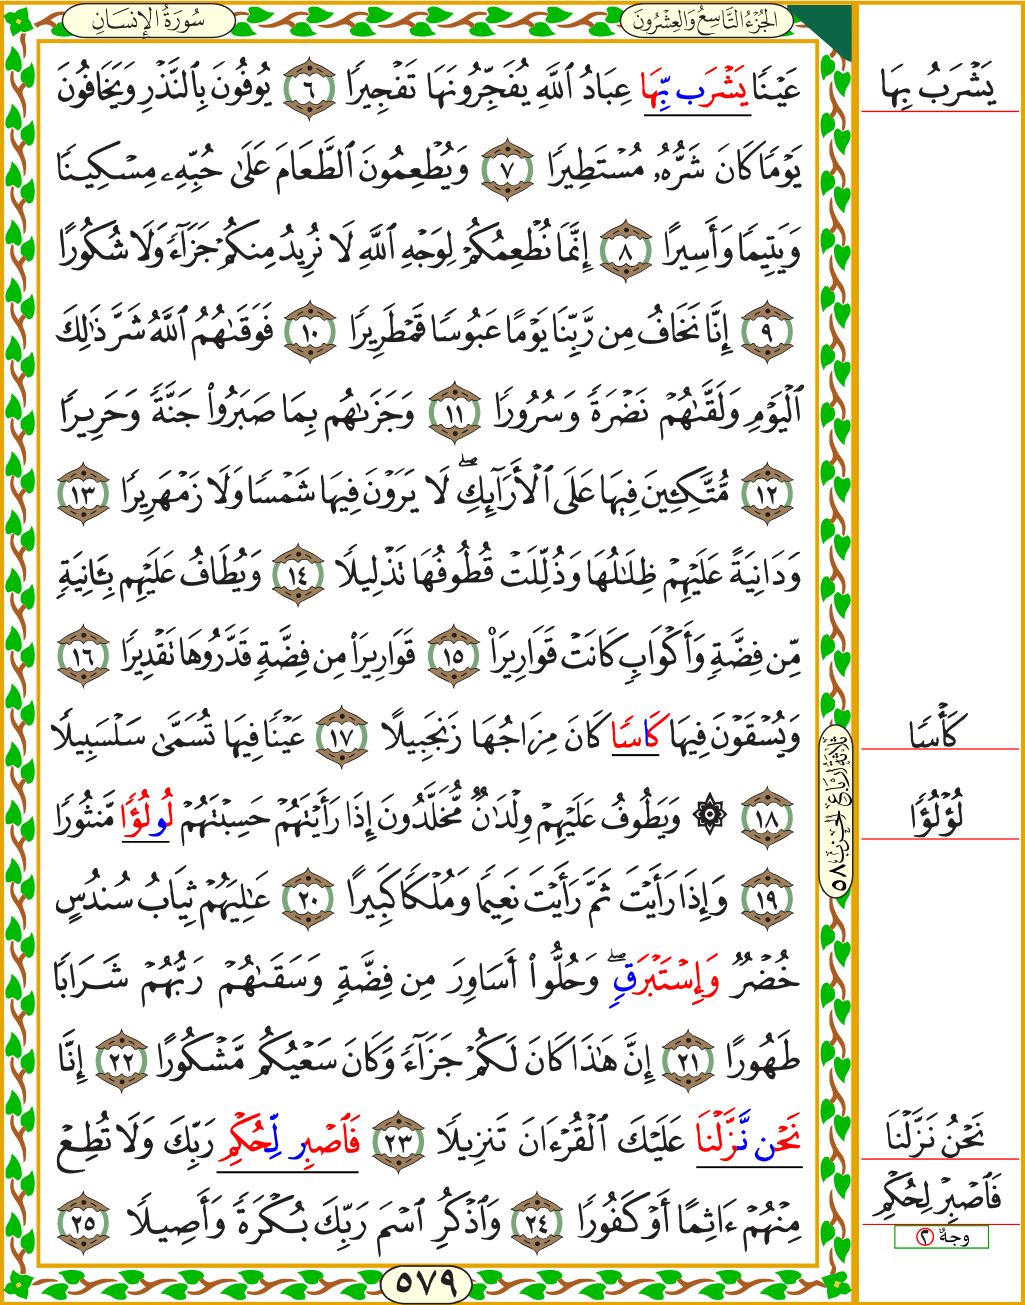 سُورَةُ الإِنسَانِ
الجُزْءُ التَّاسِعُ وَالعِشْرُونَ
عَيْنًا يَشْرَب بِّهَا عِبَادُ ٱللَّهِ يُفَجِّرُونَهَا تَفْجِيرًا ٦ يُوفُونَ بِٱلنَّذْرِ وَيَخَافُونَ
يَشْرَبُ بِهَا
يَوْمًا كَانَ شَرُّهُۥ مُسْتَطِيرًا ٧ وَيُطْعِمُونَ ٱلطَّعَامَ عَلَىٰ حُبِّهِۦ مِسْكِينًا
وَيَتِيمًا وَأَسِيرًا ٨ إِنَّمَا نُطْعِمُكُمْ لِوَجْهِ ٱللَّهِ لَا نُرِيدُ مِنكُمْ جَزَآءً وَلَا شُكُورًا
٩ إِنَّا نَخَافُ مِن رَّبِّنَا يَوْمًا عَبُوسًا قَمْطَرِيرًا ١٠ فَوَقَىٰهُمُ ٱللَّهُ شَرَّ ذَٰلِكَ
ٱلْيَوْمِ وَلَقَّىٰهُمْ نَضْرَةً وَسُرُورًا ١١ وَجَزَىٰهُم بِمَا صَبَرُوا۟ جَنَّةً وَحَرِيرًا
١٢ مُّتَّكِـِٔينَ فِيهَا عَلَى ٱلْأَرَآئِكِ ۖ لَا يَرَوْنَ فِيهَا شَمْسًا وَلَا زَمْهَرِيرًا ١٣
وَدَانِيَةً عَلَيْهِمْ ظِلَٰلُهَا وَذُلِّلَتْ قُطُوفُهَا تَذْلِيلًا ١٤ وَيُطَافُ عَلَيْهِم بِـَٔانِيَةٍ
مِّن فِضَّةٍ وَأَكْوَابٍ كَانَتْ قَوَارِيرَا۠ ١٥ قَوَارِيرَا۟ مِن فِضَّةٍ قَدَّرُوهَا تَقْدِيرًا ١٦
وَيُسْقَوْنَ فِيهَا كَاسًا كَانَ مِزَاجُهَا زَنجَبِيلًا ١٧ عَيْنًا فِيهَا تُسَمَّىٰ سَلْسَبِيلًا
كَأْسًا
١٨ ۞ وَيَطُوفُ عَلَيْهِمْ وِلْدَٰنٌ مُّخَلَّدُونَ إِذَا رَأَيْتَهُمْ حَسِبْتَهُمْ لُولُؤًا مَّنثُورًا
لُؤْلُؤًا
ثلاثة أرباع الحزب ٥٨
١٩ وَإِذَا رَأَيْتَ ثَمَّ رَأَيْتَ نَعِيمًا وَمُلْكًا كَبِيرًا ٢٠ عَٰلِيَهُمْ ثِيَابُ سُندُسٍ
خُضْرٌ وَإِسْتَبْرَقٍ ۖ وَحُلُّوٓا۟ أَسَاوِرَ مِن فِضَّةٍ وَسَقَىٰهُمْ رَبُّهُمْ شَرَابًا
طَهُورًا ٢١ إِنَّ هَٰذَا كَانَ لَكُمْ جَزَآءً وَكَانَ سَعْيُكُم مَّشْكُورًا ٢٢ إِنَّا
نَحْن نَّزَّلْنَا عَلَيْكَ ٱلْقُرْءَانَ تَنزِيلًا ٢٣ فَٱصْبِر لِّحُكْمِ رَبِّكَ وَلَا تُطِعْ
نَحْنُ نَزَّلْنَا
فَٱصْبِرْ لِحُكْمِ
مِنْهُمْ ءَاثِمًا أَوْ كَفُورًا ٢٤ وَٱذْكُرِ ٱسْمَ رَبِّكَ بُكْرَةً وَأَصِيلًا ٢٥
وجهٌ ٢
٥٧٩